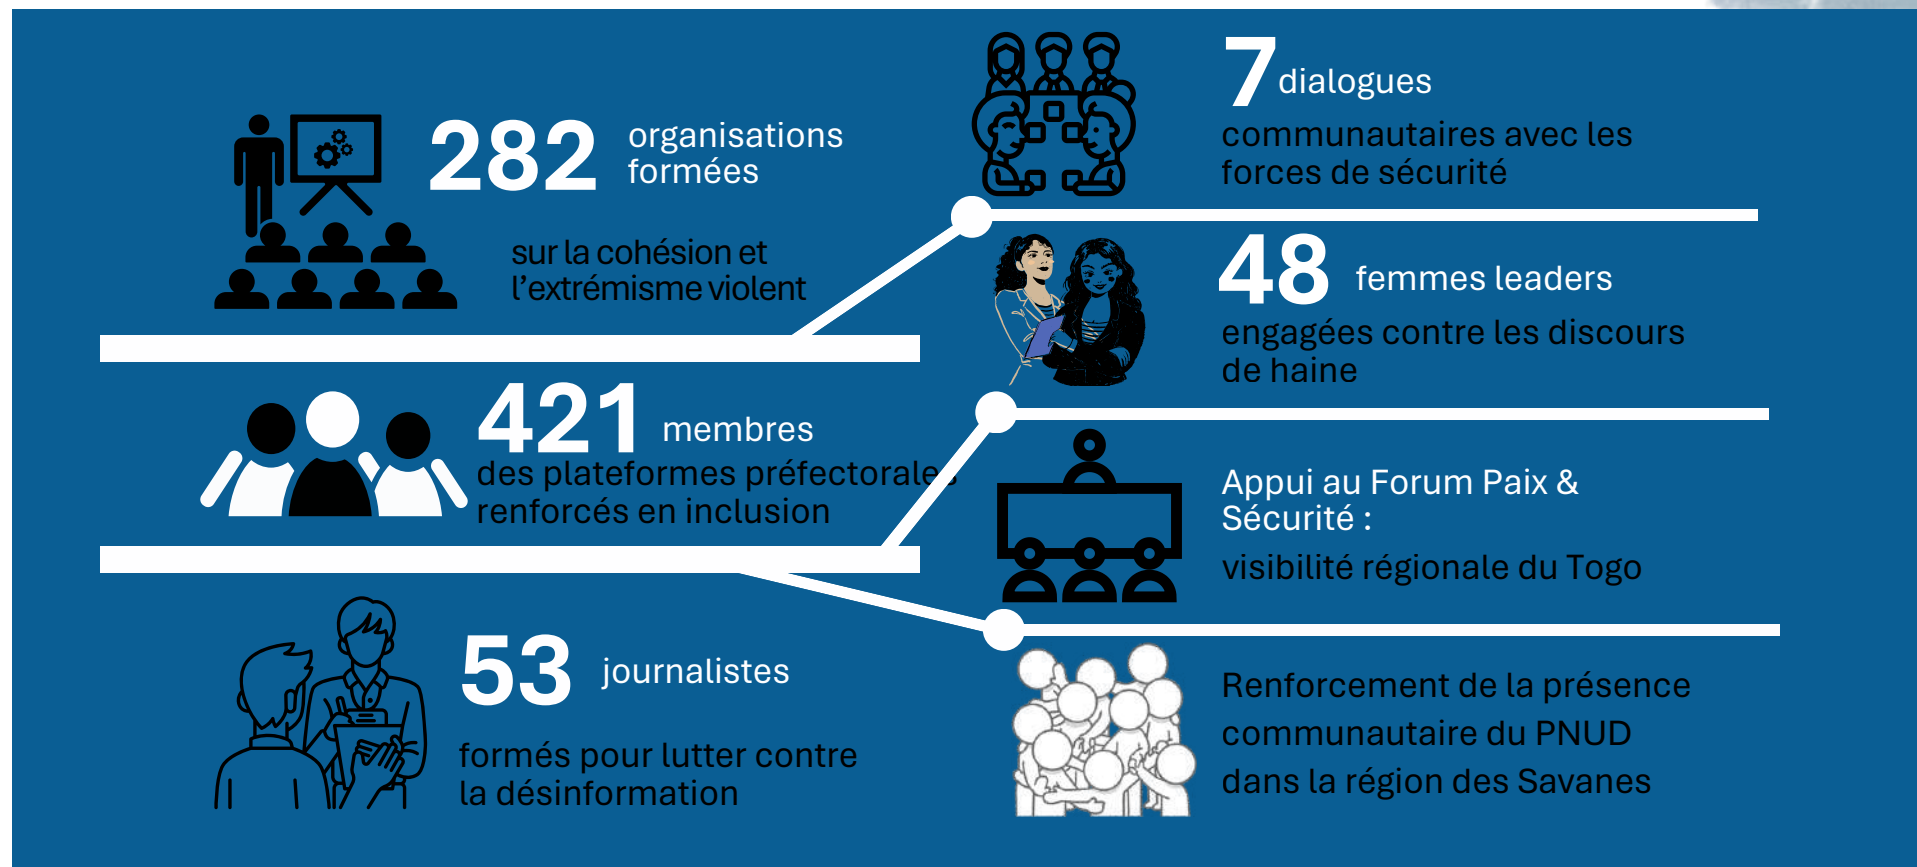 282 organisations
formées
sur la cohésion et
l'extrémisme violent
421 membres
des plateformes préfectorales
renforcés en inclusion
53 journalistes
formés pour lutter contre
la désinformation
7 dialogues
communautaires avec les
forces de sécurité
48 femmes leaders
engagées contre les discours
de haine
Appui au Forum Paix &
Sécurité :
visibilité régionale du Togo
Renforcement de la présence
communautaire du PNUD
dans la région des Savanes